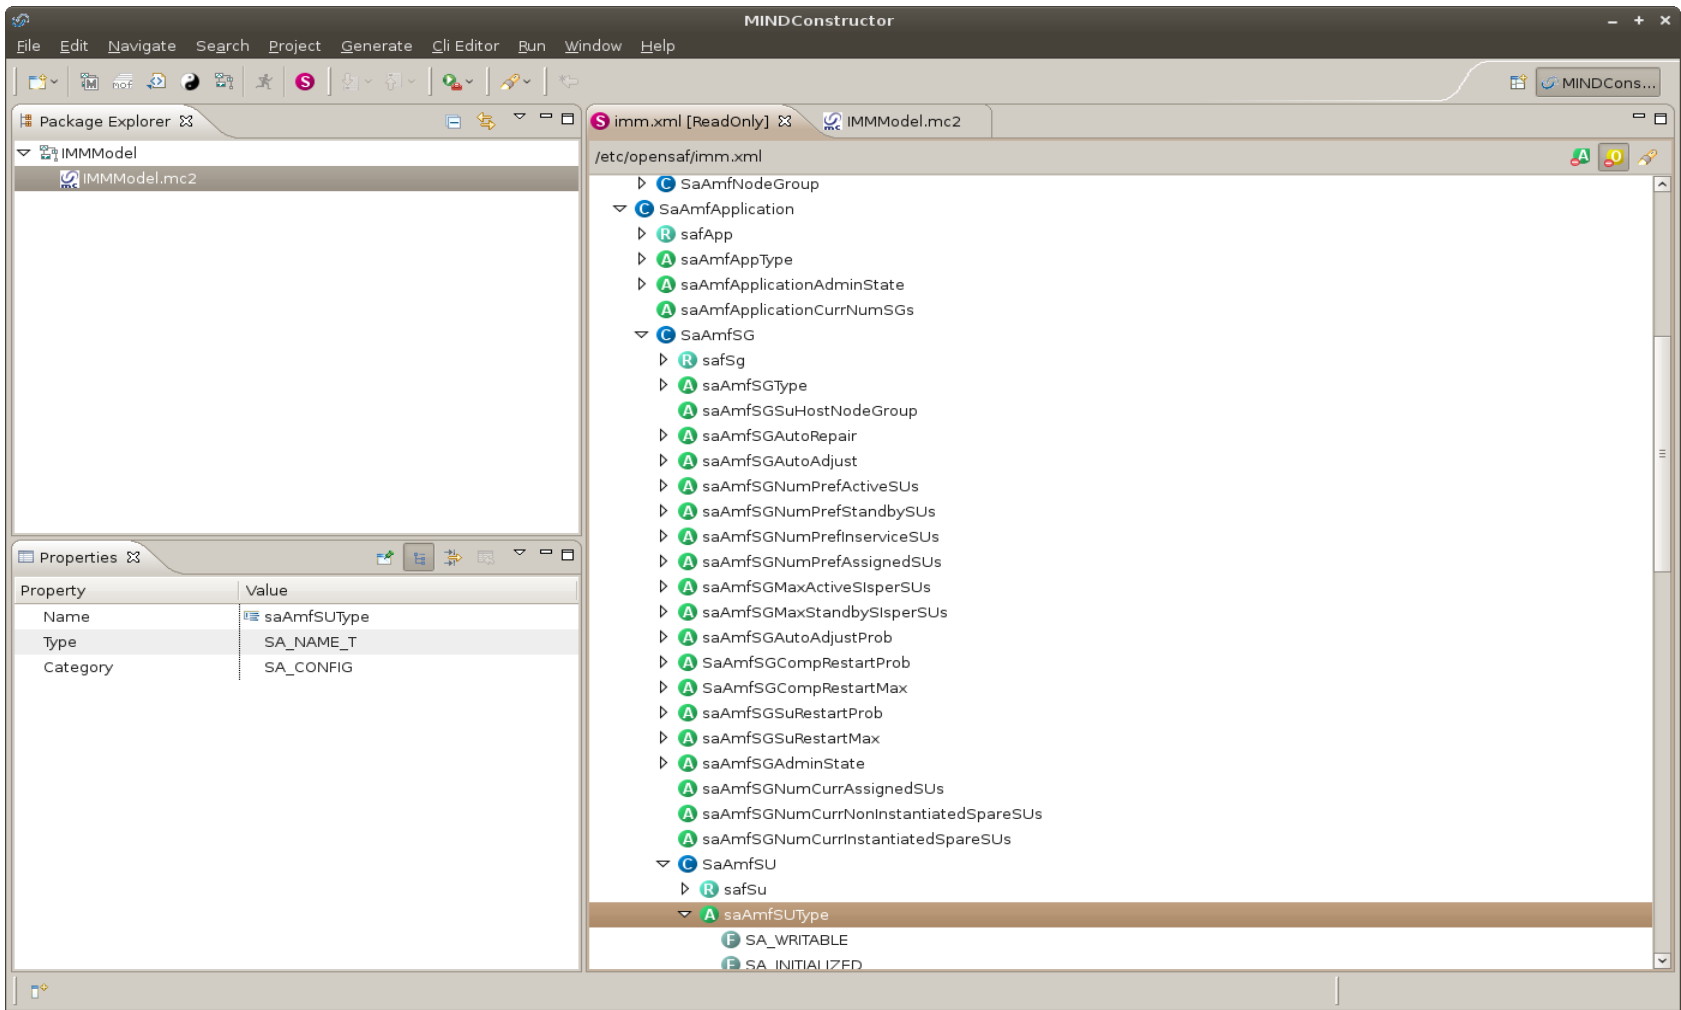 MINDConstructor
File Edit Navigate Search Project Generate Cli Editor Run Window Help
MINDCons...
Package Explorer
IMMModel
IMMModel.mc2
imm.xml [ReadOnly] IMMModel.mc2
/etc/opensaf/imm.xml
SaAmfNodeGroup
SaAmfApplication
safApp
saAmfAppType
saAmfApplicationAdminState
saAmfApplicationCurrNumSGs
SaAmfSG
safSg
saAmfSGType
saAmfSGSuHostNodeGroup
saAmfSGAutoRepair
saAmfSGAutoAdjust
saAmfSGNumPrefActiveSUs
saAmfSGNumPrefStandbySUs
saAmfSGNumPrefInserviceSUs
saAmfSGNumPrefAssignedSUs
saAmfSGMaxActiveSIsperSUs
saAmfSGMaxStandbySIsperSUs
saAmfSGAutoAdjustProb
SaAmfSGCompRestartProb
SaAmfSGCompRestartMax
saAmfSGSuRestartProb
saAmfSGSuRestartMax
saAmfSGAdminState
saAmfSGNumCurrAssignedSUs
saAmfSGNumCurrNonInstantiatedSpareSUs
saAmfSGNumCurrInstantiatedSpareSUs
SaAmfSU
safSu
saAmfSUType
SA_WRITABLE
SA_INITIALIZED
Properties
Property Value
Name saAmfSUType
Type SA_NAME_T
Category SA_CONFIG